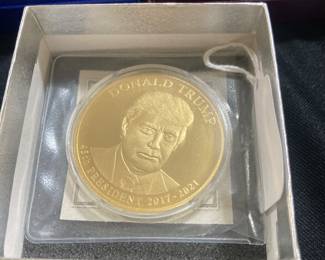 DONALD TRUMP
45TH PRESIDENT 2017-2021